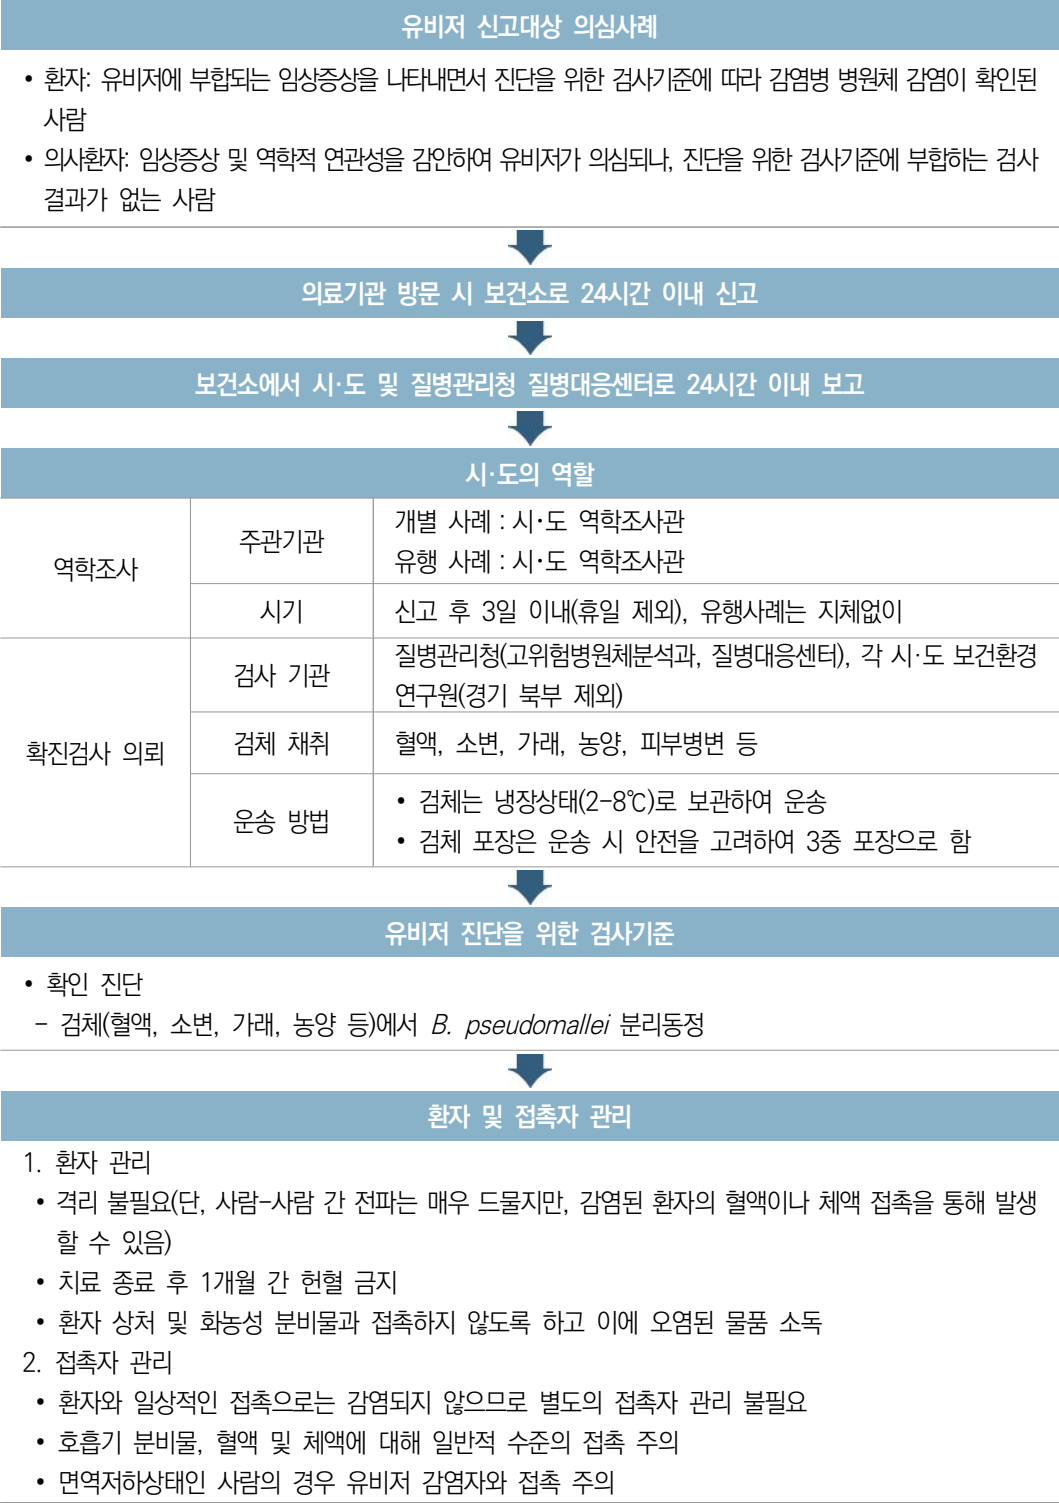 유비저 신고대상 의심사례
• 환자: 유비저에 부합되는 임상증상을 나타내면서 진단을 위한 검사기준에 따라 감염병 병원체 감염이 확인된
사람
• 의사환자: 임상증상 및 역학적 연관성을 감안하여 유비저가 의심되나, 진단을 위한 검사기준에 부합하는 검사
결과가 없는 사람
의료기관 방문 시 보건소로 24시간 이내 신고
보건소에서 시·도 및 질병관리청 질병대응센터로 24시간 이내 보고
시·도의 역할
역학조사
주관기관
개별 사례 : 시·도 역학조사관
유행 사례 : 시·도 역학조사관
시기
신고 후 3일 이내(휴일 제외), 유행사례는 지체없이
확진검사 의뢰
검사 기관
질병관리청(고위험병원체분석과, 질병대응센터), 각 시·도 보건환경
연구원(경기 북부 제외)
검체 채취
혈액, 소변, 가래, 농양, 피부병변 등
운송 방법
• 검체는 냉장상태(2-8℃)로 보관하여 운송
• 검체 포장은 운송 시 안전을 고려하여 3중 포장으로 함
유비저 진단을 위한 검사기준
• 확인 진단
- 검체(혈액, 소변, 가래, 농양 등)에서 B. pseudomallei 분리동정
환자 및 접촉자 관리
1. 환자 관리
• 격리 불필요(단, 사람-사람 간 전파는 매우 드물지만, 감염된 환자의 혈액이나 체액 접촉을 통해 발생
할 수 있음)
• 치료 종료 후 1개월 간 헌혈 금지
• 환자 상처 및 화농성 분비물과 접촉하지 않도록 하고 이에 오염된 물품 소독
2. 접촉자 관리
• 환자와 일상적인 접촉으로는 감염되지 않으므로 별도의 접촉자 관리 불필요
• 호흡기 분비물, 혈액 및 체액에 대해 일반적 수준의 접촉 주의
• 면역저하상태인 사람의 경우 유비저 감염자와 접촉 주의